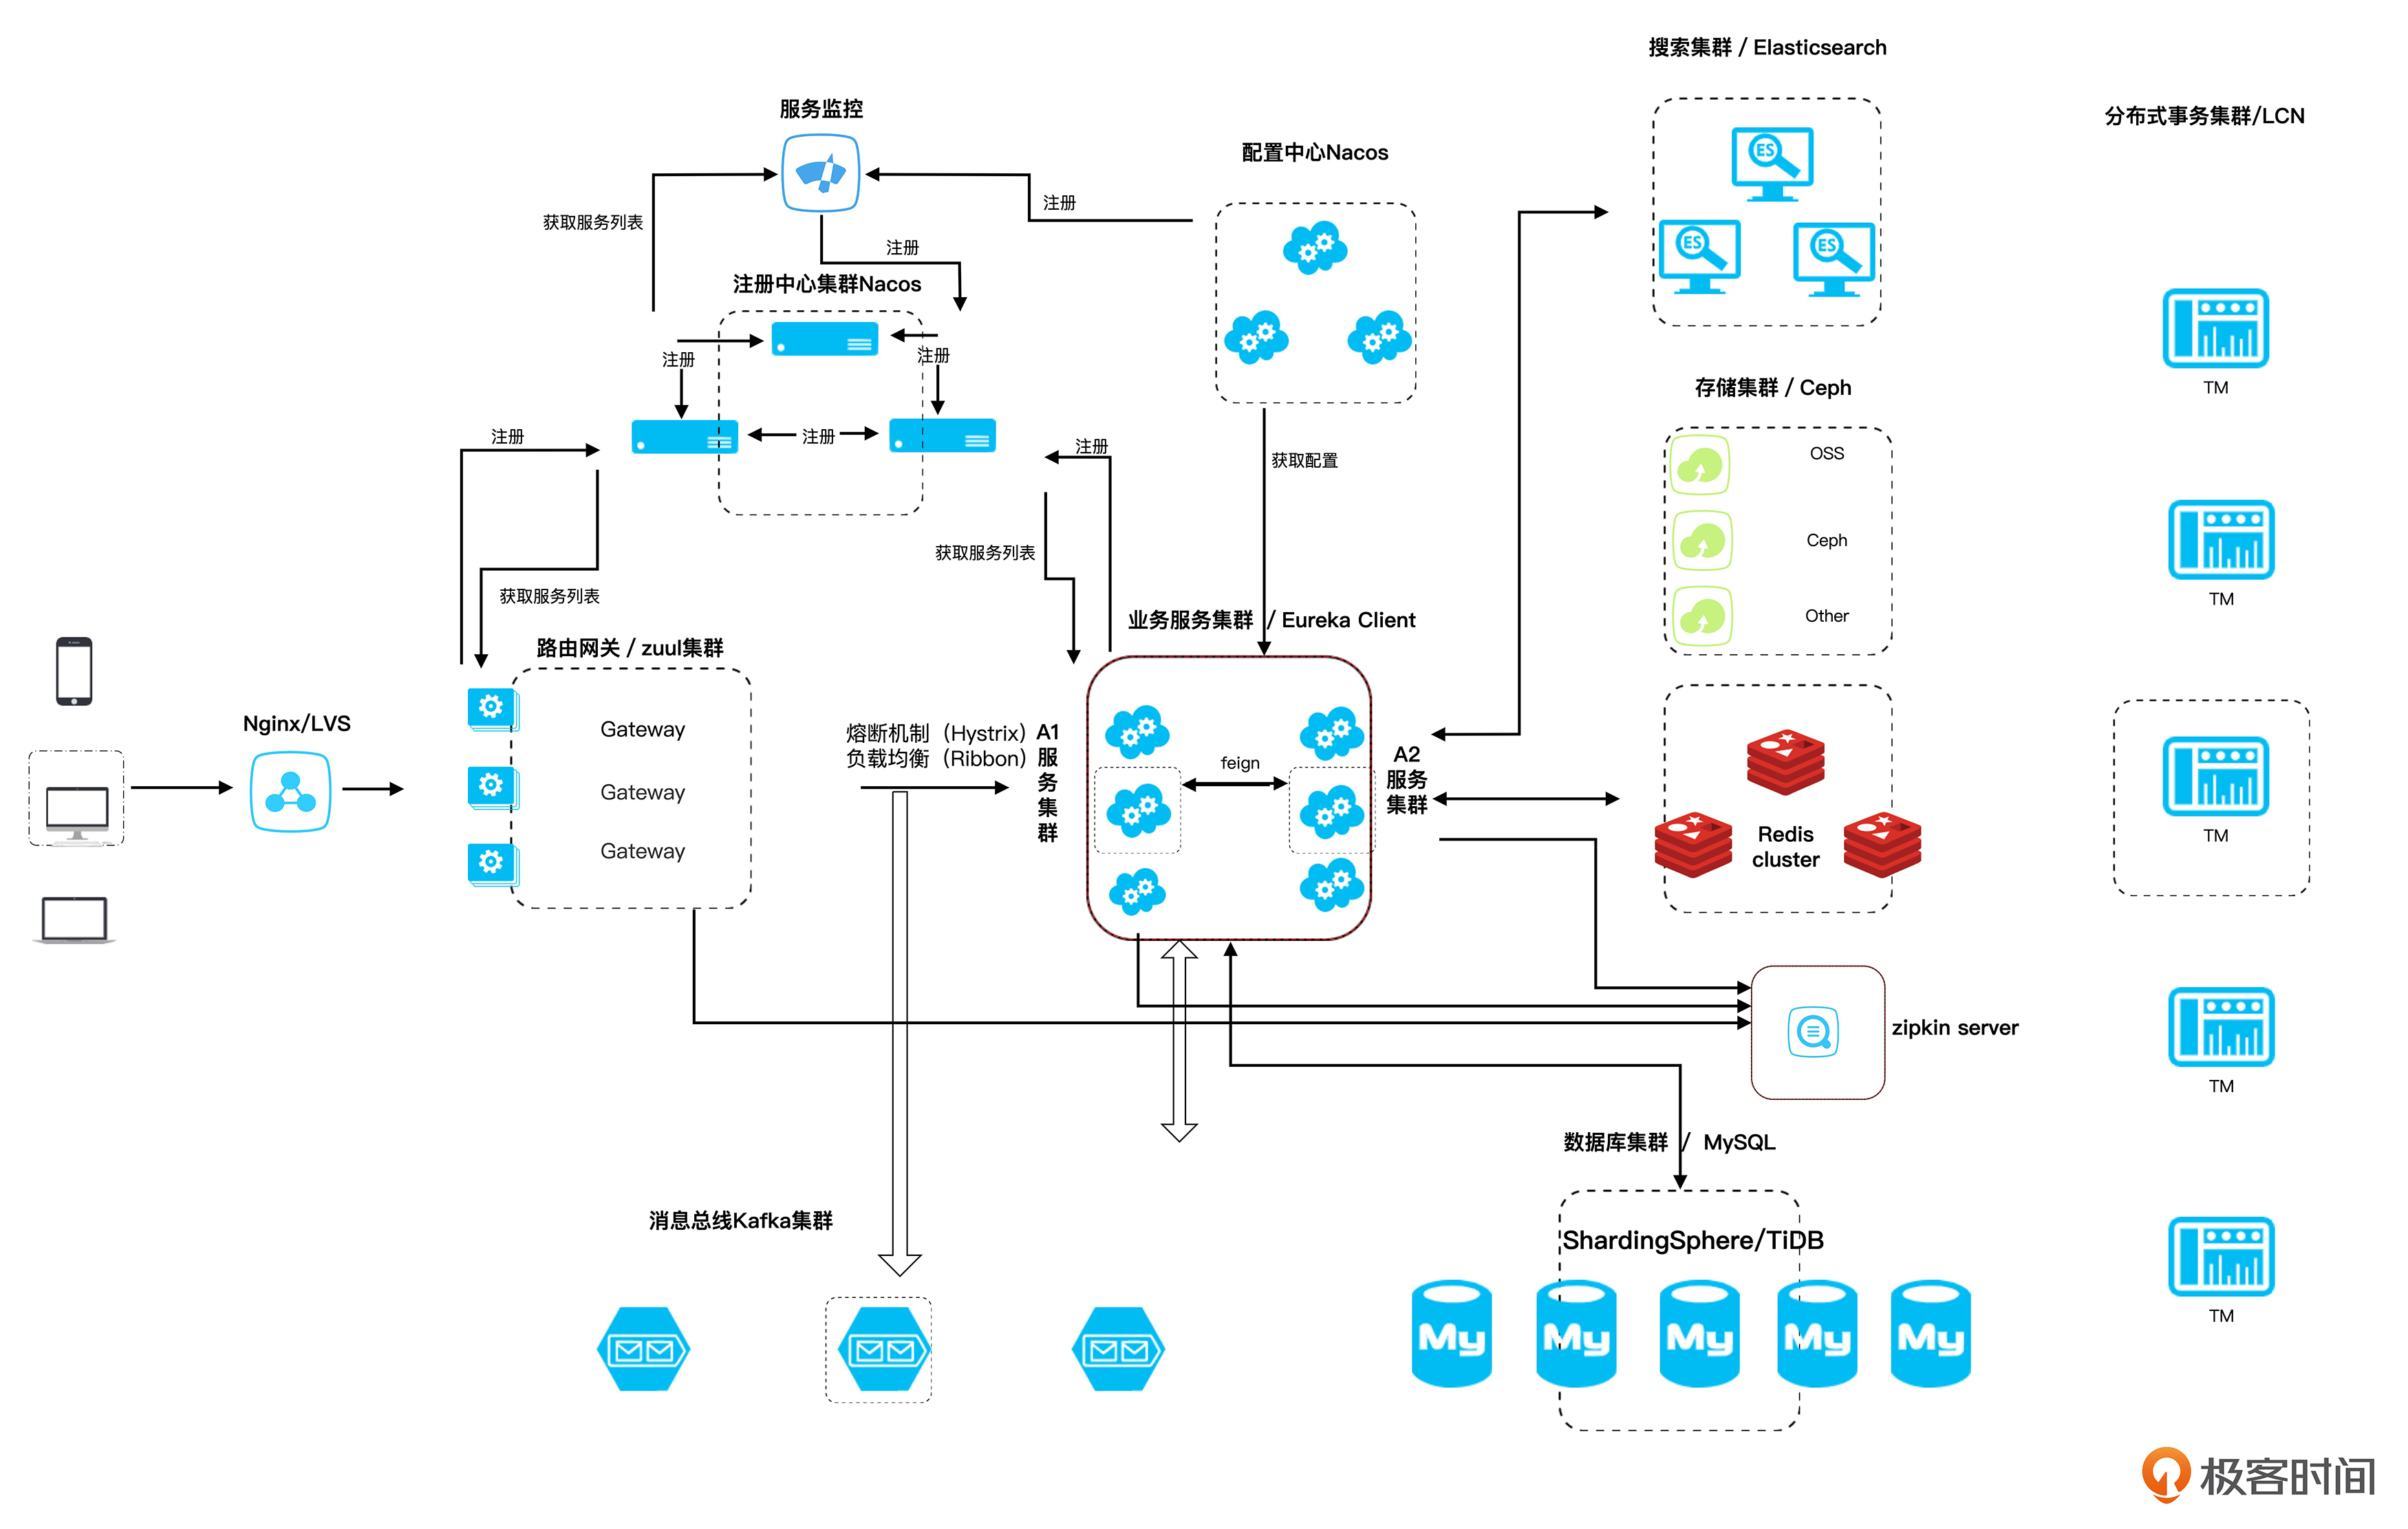 搜索集群 / Elasticsearch
分布式事务集群/LCN
服务监控
配置中心Nacos
注册
获取服务列表
注册
注册中心集群Nacos
ES
ES
ES
注册
注册
TM
存储集群 / Ceph
注册
注册
注册
获取配置
OSS
获取服务列表
Ceph
获取服务列表
TM
Other
业务服务集群 / Eureka Client
路由网关 / zuul集群
Nginx/LVS
Gateway
Gateway
Gateway
熔断机制（Hystrix）
负载均衡（Ribbon）
A1
服
务
集
群
feign
A2
服务
集群
Redis
cluster
TM
zipkin server
TM
数据库集群 / MySQL
消息总线Kafka集群
ShardingSphere/TiDB
My
My
My
My
My
TM
极客时间